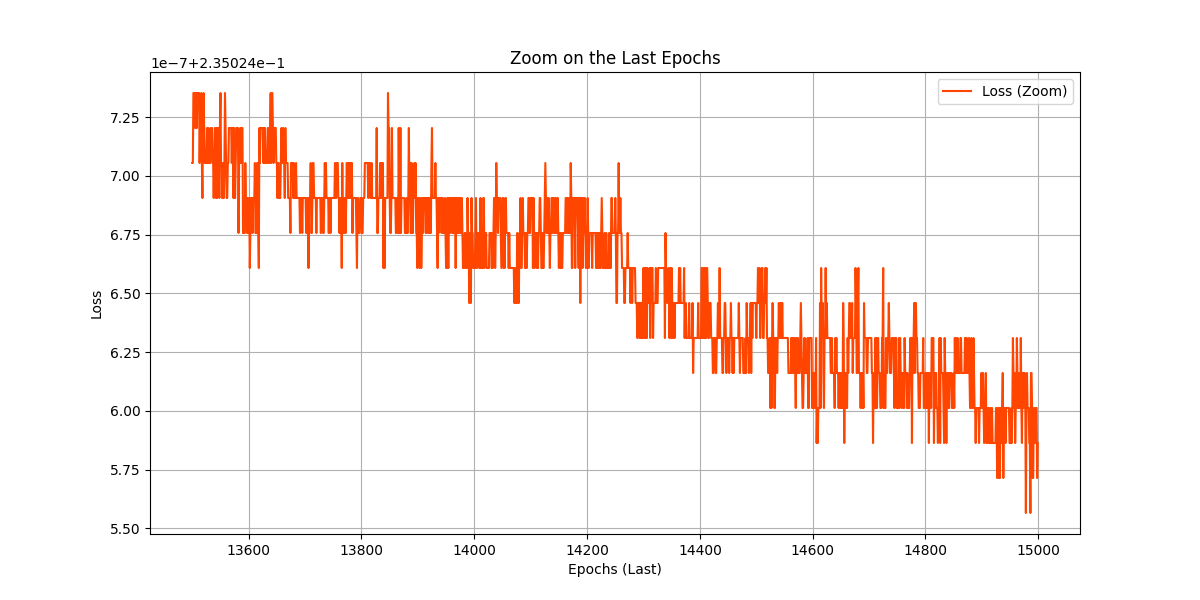 Zoom on the Last Epochs
1e−7+2.35024e−1
Loss (Zoom)
7.25
7.00
6.75
6.50
6.25
6.00
5.75
5.50
Loss
13600 13800 14000 14200 14400 14600 14800 15000
Epochs (Last)